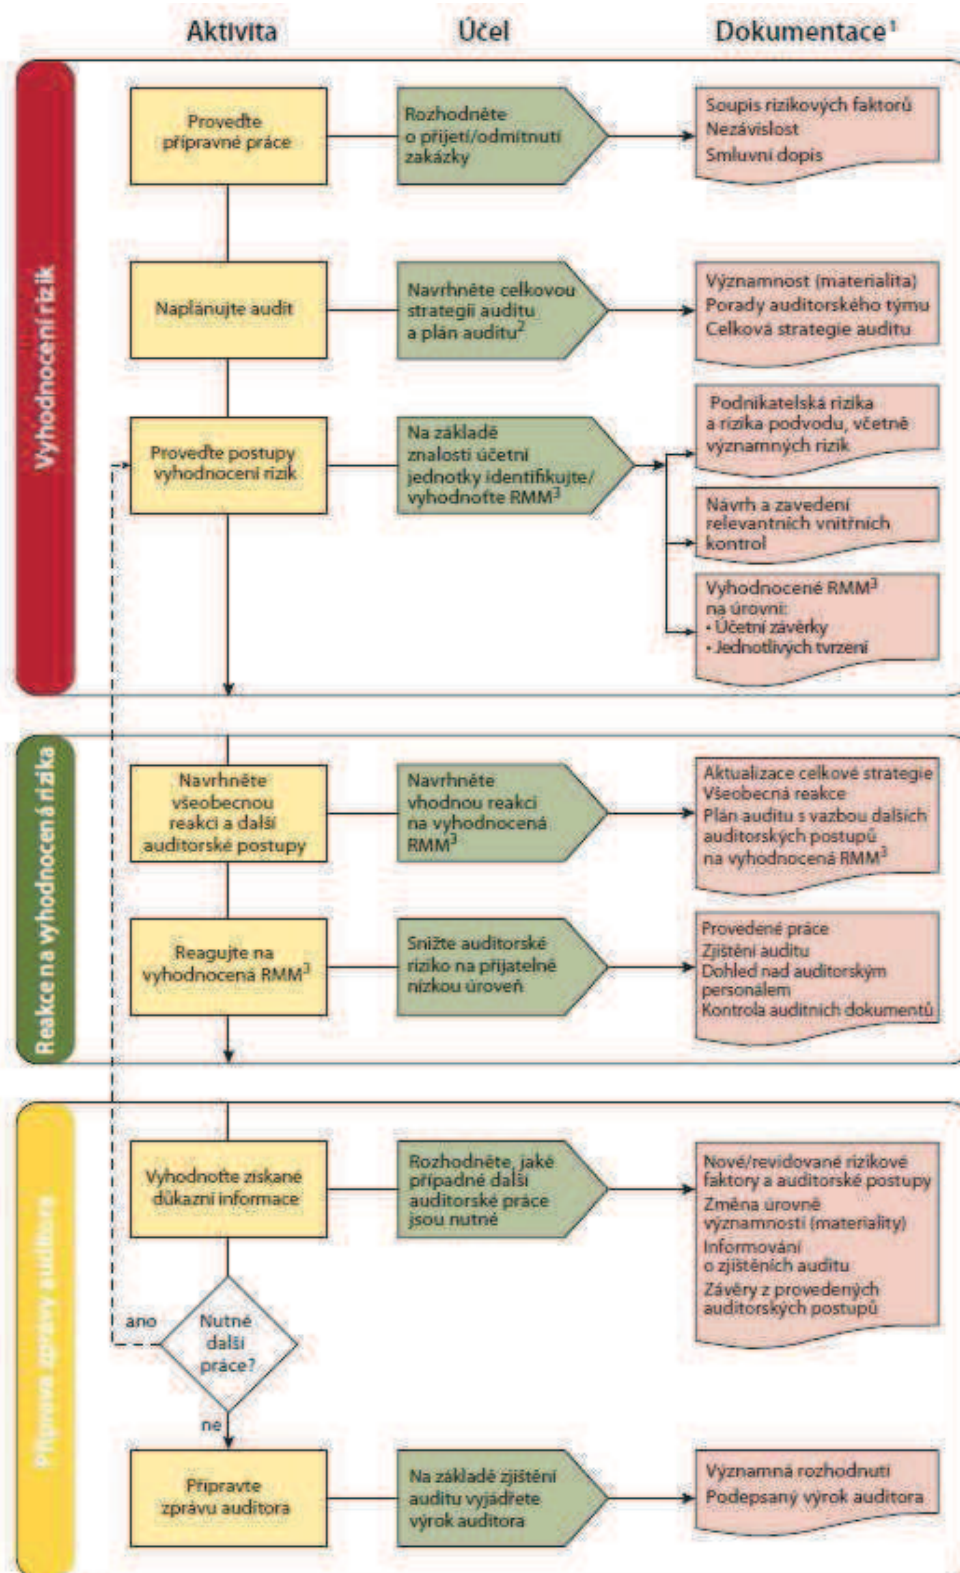 Aktivita
Účel
Dokumentace¹
Vyhodnocení rizik
Proveďte
přípravné práce
Rozhodněte
o přijetí/odmítnutí
zakázky
Soupis rizikových faktorů
Nezávislost
Smluvní dopis
Naplánujte audit
Navrhněte celkovou
strategii auditu
a plán auditu²
Významnost (materialita)
Porady auditorského týmu
Celková strategie auditu
Proveďte postupy
vyhodnocení rizik
Na základě
znalosti účetní
jednotky identifikujte/
vyhodnoťte RMM³
Podnikatelská rizika
a rizika podvodu, včetně
významných rizik
Návrh a zavedení
relevantních vnitřních
kontrol
Vyhodnocené RMM³
na úrovni:
• Účetní závěrky
• Jednotlivých tvrzení
Reakce na vyhodnocená rizika
Navrhněte
všeobecnou
reakci a další
auditorské postupy
Navrhněte
vhodnou reakci
na vyhodnocená
RMM³
Aktualizace celkové strategie
Všeobecná reakce
Plán auditu s vazbou dalších
auditorských postupů
na vyhodnocená RMM³
Reagujte na
vyhodnocená RMM³
Snižte auditorské
riziko na přijatelně
nízkou úroveň
Provedené práce
Zjištění auditu
Dohled nad auditorským
personálem
Kontrola auditních dokumentů
Příprava zprávy auditora
Vyhodnoťte získané
důkazní informace
Rozhodněte, jaké
případné další
auditorské práce
jsou nutné
Nové/revidované rizikové
faktory a auditorské postupy
Změna úrovně
významnosti (materiality)
Informování
o zjištěních auditu
Závěry z provedených
auditorských postupů
ano
Nutné
další
práce?
ne
Připravte
zprávu auditora
Na základě zjištění
auditu vyjádřete
výrok auditora
Významná rozhodnutí
Podepsaný výrok auditora